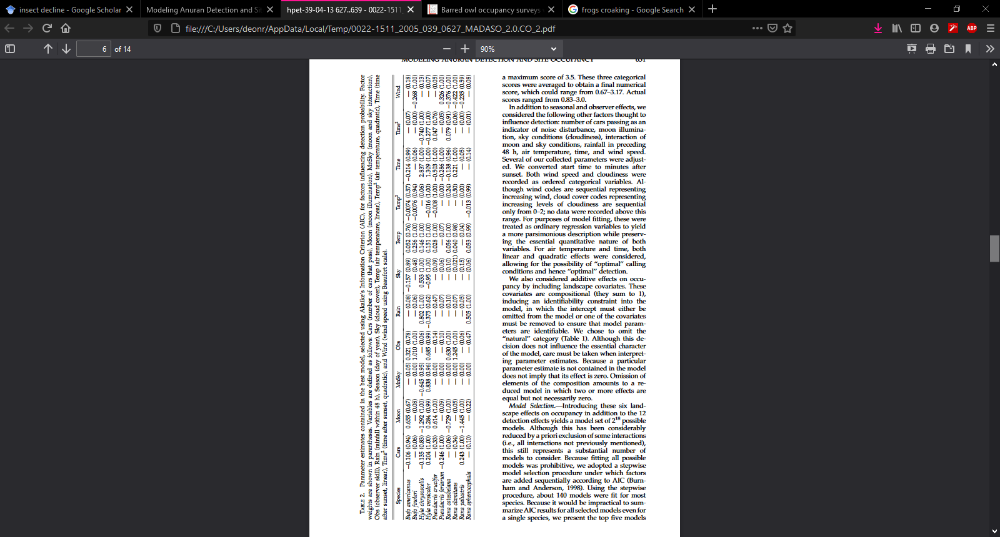 insect decline - Google Scholar
Modeling Anuran Detection and Sit
hpet-39-04-13 627..639 - 0022-1511
Barred owl occupancy surveys
frogs croaking - Google Search
file:///C:/Users/deonr/AppData/Local/Temp/0022-1511_2005_039_0627_MADASO_2.0.CO_2.pdf
ABP
6 of 14
90%
MODELING ANURAN DETECTION AND SITE OCCUPANCY 631
TABLE 2. Parameter estimates contained in the best model, selected using Akaike's Information Criterion (AIC), for factors influencing detection probability. Factor
weights are shown in parentheses. Variables are defined as follows: Cars (number of cars that pass), Moon (moon illumination), MnSky (moon and sky interaction),
Obs (observer skill), Rain (rainfall within 48 h), Season (day of year), Sky (cloud cover), Temp (air temperature, linear), Temp² (air temperature, quadratic), Time (time
after sunset, linear), Time² (time after sunset, quadratic), and Wind (wind speed using Beaufort scale).
Species Cars Moon MnSky Obs Rain Sky Temp Temp² Time Time² Wind
Bufo americanus −0.106 (0.94) 0.655 (0.67) — (0.05) 0.321 (0.78) — (0.08) −0.157 (0.89) 0.052 (0.76) −0.0074 (0.57) −0.214 (0.99) — (0.07) — (0.18)
Bufo fowleri — (0.06) — (0.08) — (0.00) 1.010 (1.00) — (0.06) — (0.48) 0.256 (1.00) −0.0076 (0.94) — (0.06) — (0.00) −0.268 (1.00)
Hyla chrysoscelis −0.135 (0.83) −1.292 (1.00) −0.645 (0.95) — (0.06) 0.802 (1.00) 0.533 (1.00) 0.146 (1.00) — (0.06) 2.837 (1.00) −0.740 (1.00) — (0.13)
Hyla versicolor 0.204 (1.00) 0.284 (0.99) 0.838 (0.96) 0.685 (0.99) −0.375 (0.62) −0.95 (1.00) 0.151 (1.00) −0.016 (1.00) 1.309 (1.00) −0.277 (1.00) — (0.07)
Pseudacris crucifer — (0.33) 0.614 (1.00) — (0.00) — (0.14) — (0.47) — (0.09) 0.028 (1.00) −0.008 (1.00) −0.503 (1.00) 0.047 (0.76) — (0.05)
Pseudacris feriarum −0.246 (1.00) — (0.09) — (0.00) — (0.10) — (0.07) — (0.06) — (0.07) — (0.00) −0.286 (1.00) — (0.05) 0.326 (1.00)
Rana catesbeiana — (0.06) −0.729 (1.00) — (0.00) 0.630 (1.00) — (0.10) — (0.10) 0.056 (1.00) — (0.24) −0.138 (0.96) 0.079 (0.91) −0.376 (1.00)
Rana clamitans — (0.34) — (0.05) — (0.00) 1.245 (1.00) — (0.07) — (0.021) 0.040 (0.98) — (0.50) 0.221 (1.00) — (0.06) −0.422 (1.00)
Rana palustris 0.243 (1.00) −1.445 (1.00) — (0.00) — (0.06) — (0.05) — (0.15) — (0.04) — (0.00) — (0.05) — (0.00) −0.235 (0.59)
Rana sphenocephala — (0.10) — (0.22) — (0.00) — (0.47) 0.505 (1.00) — (0.06) 0.053 (0.99) −0.013 (0.99) — (0.14) — (0.01) — (0.08)
a maximum score of 3.5. These three categorical
scores were averaged to obtain a final numerical
score, which could range from 0.67–3.17. Actual
scores ranged from 0.83–3.0.
In addition to seasonal and observer effects, we
considered the following other factors thought to
influence detection: number of cars passing as an
indicator of noise disturbance, moon illumina-
tion, sky conditions (cloudiness), interaction of
moon and sky conditions, rainfall in preceding
48 h, air temperature, time, and wind speed.
Several of our collected parameters were adjust-
ed. We converted start time to minutes after
sunset. Both wind speed and cloudiness were
recorded as ordered categorical variables. Al-
though wind codes are sequential representing
increasing wind, cloud cover codes representing
increasing levels of cloudiness are sequential
only from 0–2; no data were recorded above this
range. For purposes of model fitting, these were
treated as ordinary regression variables to yield
a more parsimonious description while preserv-
ing the essential quantitative nature of both
variables. For air temperature and time, both
linear and quadratic effects were considered,
allowing for the possibility of "optimal" calling
conditions and hence "optimal" detection.
We also considered additive effects on occu-
pancy by including landscape covariates. These
covariates are compositional (they sum to 1),
inducing an identifiability constraint into the
model, in which the intercept must either be
omitted from the model or one of the covariates
must be removed to ensure that model param-
eters are identifiable. We chose to omit the
"natural" category (Table 1). Although this de-
cision does not influence the essential character
of the model, care must be taken when interpret-
ing parameter estimates. Because a particular
parameter estimate is not contained in the model
does not imply that its effect is zero. Omission of
elements of the composition amounts to a re-
duced model in which two or more effects are
equal but not necessarily zero.
Model Selection.—Introducing these six land-
scape effects on occupancy in addition to the 12
detection effects yields a model set of 2¹⁸ possible
models. Although this has been considerably
reduced by a priori exclusion of some interactions
(i.e., all interactions not previously mentioned),
this still represents a substantial number of
models to consider. Because fitting all possible
models was prohibitive, we adopted a stepwise
model selection procedure under which factors
are added sequentially according to AIC (Burn-
ham and Anderson, 1998). Using the stepwise
procedure, about 140 models were fit for most
species. Because it would be impractical to sum-
marize AIC results for all selected models even for
a single species, we present the top five models